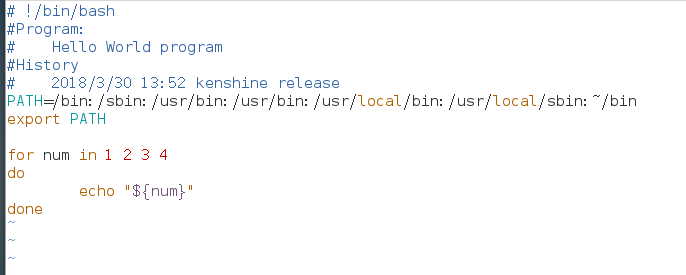 # !/bin/bash
#Program:
#    Hello World program
#History
#    2018/3/30 13:52 kenshine release
PATH=/bin:/sbin:/usr/bin:/usr/bin:/usr/local/bin:/usr/local/sbin:~/bin
export PATH

for num in 1 2 3 4
do
        echo "${num}"
done
~
~
~